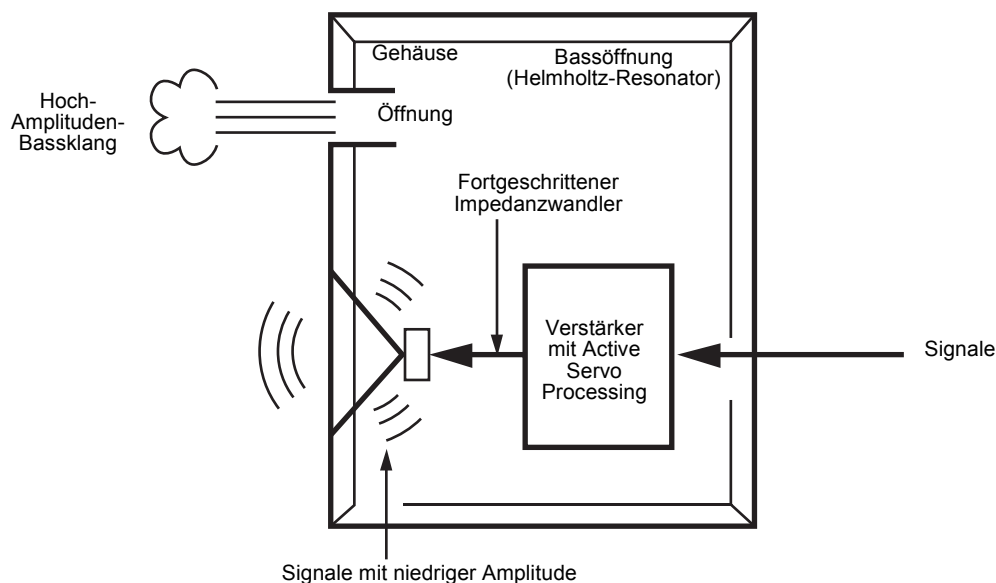 Gehäuse
Bassöffnung
(Helmholtz-Resonator)
Hoch-
Amplituden-
Bassklang
Öffnung
Fortgeschrittener
Impedanzwandler
Verstärker
mit Active
Servo
Processing
Signale
Signale mit niedriger Amplitude